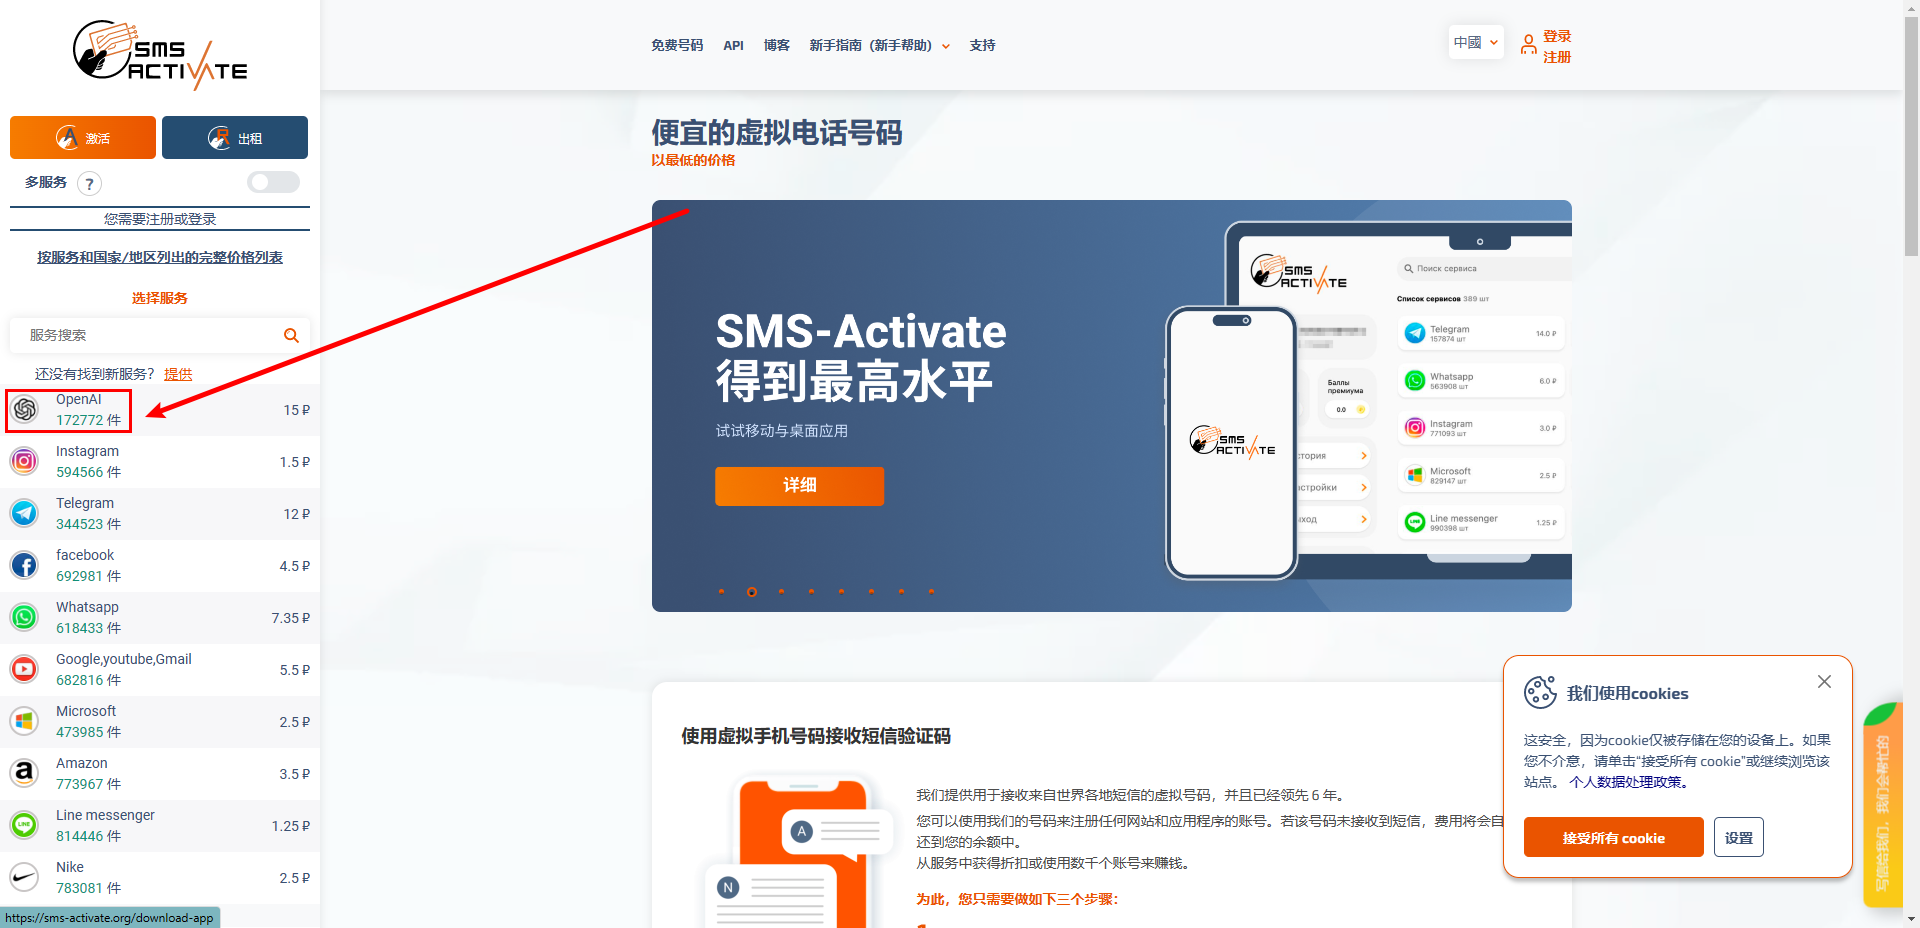 SMS
ACTIVATE
免费号码
API
博客
新手指南（新手帮助）
支持
中國
登录
注册
激活
出租
多服务
?
您需要注册或登录
按服务和国家/地区列出的完整价格列表
选择服务
服务搜索
还没有找到新服务？ 提供
OpenAI
172772 件
15 ₽
Instagram
594566 件
1.5 ₽
Telegram
344523 件
12 ₽
facebook
692981 件
4.5 ₽
Whatsapp
618433 件
7.35 ₽
Google,youtube,Gmail
682816 件
5.5 ₽
Microsoft
473985 件
2.5 ₽
Amazon
773967 件
3.5 ₽
Line messenger
814446 件
1.25 ₽
Nike
783081 件
2.5 ₽
https://sms-activate.org/download-app
便宜的虚拟电话号码
以最低的价格
SMS-Activate
得到最高水平
试试移动与桌面应用
详细
SMS
ACTIVATE
SMS
ACTIVATE
Поиск сервиса
Список сервисов 389 шт
Telegram
157874 шт
14.0 ₽
Whatsapp
563908 шт
6.0 ₽
Instagram
771093 шт
3.0 ₽
Microsoft
829147 шт
2.5 ₽
Line messenger
990398 шт
1.25 ₽
Баллы
премиума
0.0
тория
стройки
ход
使用虚拟手机号码接收短信验证码
A
N
我们提供用于接收来自世界各地短信的虚拟号码，并且已经领先 6 年。
您可以使用我们的号码来注册任何网站和应用程序的账号。若该号码未接收到短信，费用将会自
还到您的余额中。
从服务中获得折扣或使用数千个账号来赚钱。
为此，您只需要做如下三个步骤：
我们使用cookies
这安全，因为cookie仅被存储在您的设备上。如果
您不介意，请单击“接受所有 cookie”或继续浏览该
站点。 个人数据处理政策。
接受所有 cookie
设置
写信给我们，我们会帮忙的